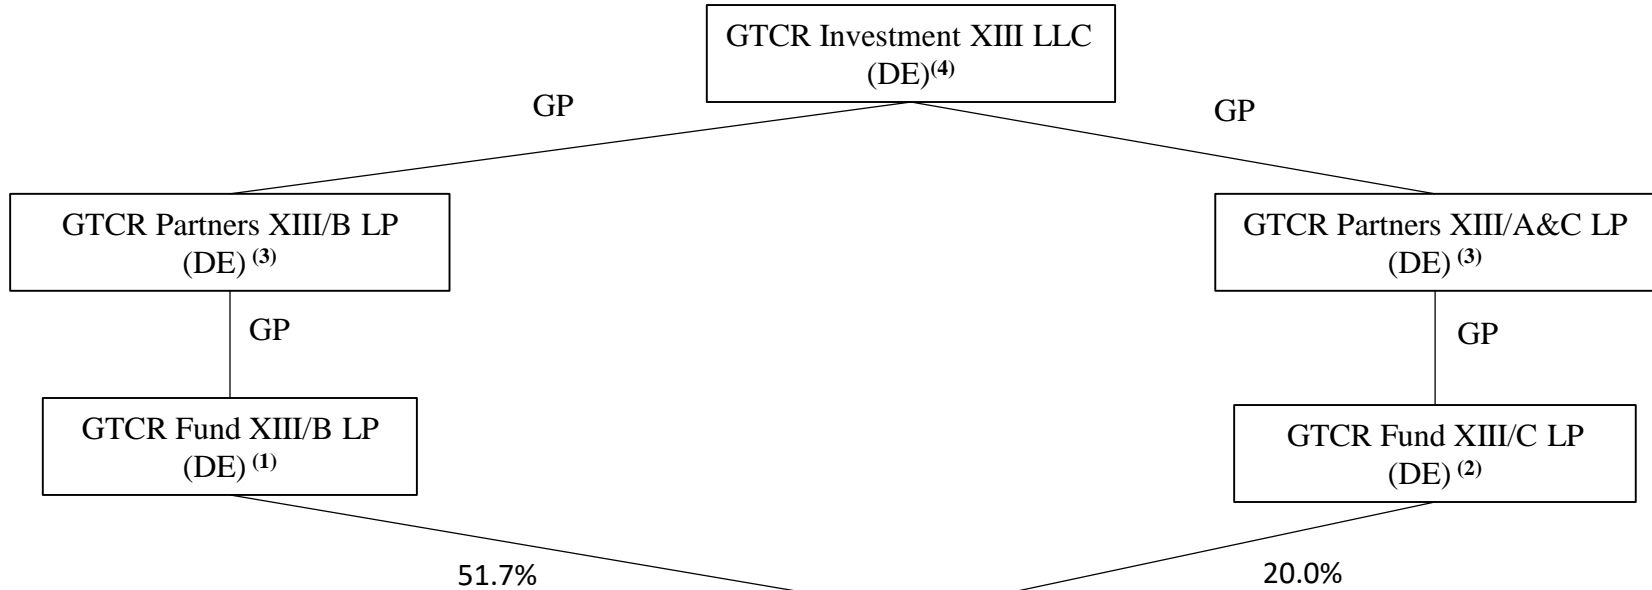 GTCR Investment XIII LLC
(DE)(4)
GP
GP
GTCR Partners XIII/B LP
(DE) (3)
GTCR Partners XIII/A&C LP
(DE) (3)
GP
GP
GTCR Fund XIII/B LP
(DE) (1)
GTCR Fund XIII/C LP
(DE) (2)
51.7%
20.0%